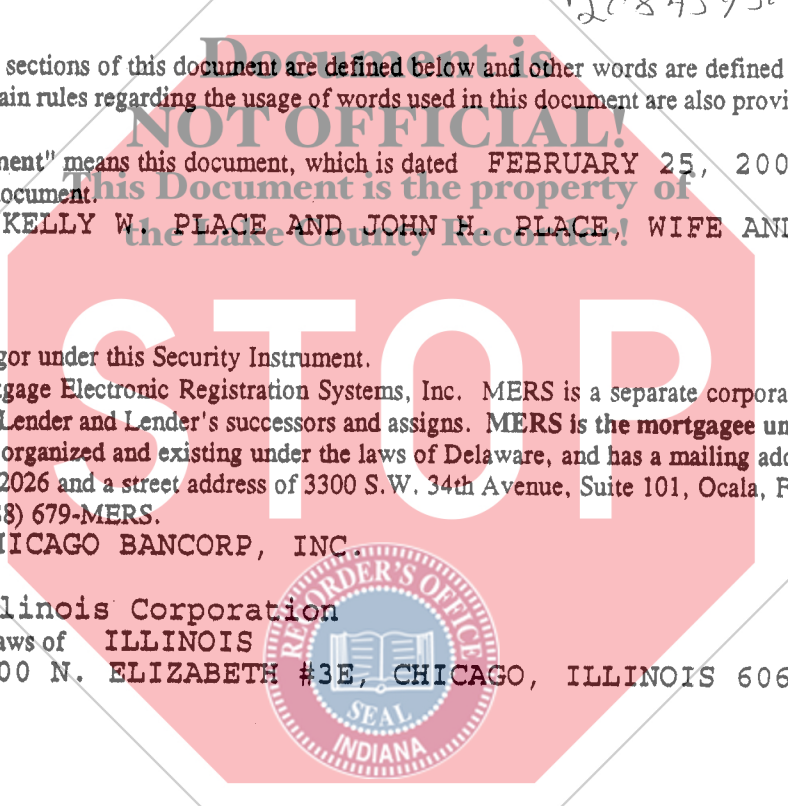 Document is
sections of this document are defined below and other words are defined
ain rules regarding the usage of words used in this document are also provi
NOT OFFICIAL!
ment" means this document, which is dated FEBRUARY 25, 200
This Document is the property of
ocument.
KELLY W. PLACE AND JOHN H. PLACE, WIFE AND
the Lake County Recorder!
STOP
gor under this Security Instrument.
gage Electronic Registration Systems, Inc. MERS is a separate corpora
Lender and Lender's successors and assigns. MERS is the mortgagee un
organized and existing under the laws of Delaware, and has a mailing add
2026 and a street address of 3300 S.W. 34th Avenue, Suite 101, Ocala, F
8) 679-MERS.
HICAGO BANCORP, INC.
linois Corporation
aws of ILLINOIS
00 N. ELIZABETH #3E, CHICAGO, ILLINOIS 606
RECORDER'S OFFICE
SEAL
INDIANA